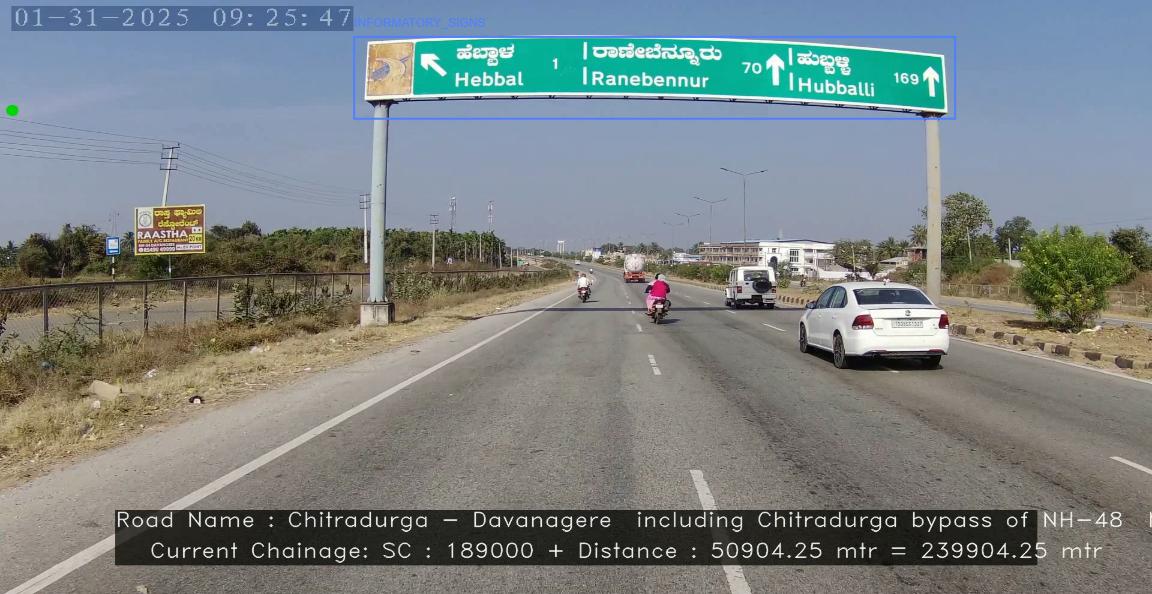 01-31-2025 09:25:47
INFORMATORY_SIGNS
ಹೆಬ್ಬಾಳ 1
Hebbal
ರಾಣೇಬೆನ್ನೂರು 70
Ranebennur
ಹುಬ್ಬಳ್ಳಿ 169
Hubballi
RAASTHA
Road Name : Chitradurga - Davanagere including Chitradurga bypass of NH-48
Current Chainage: SC : 189000 + Distance : 50904.25 mtr = 239904.25 mtr